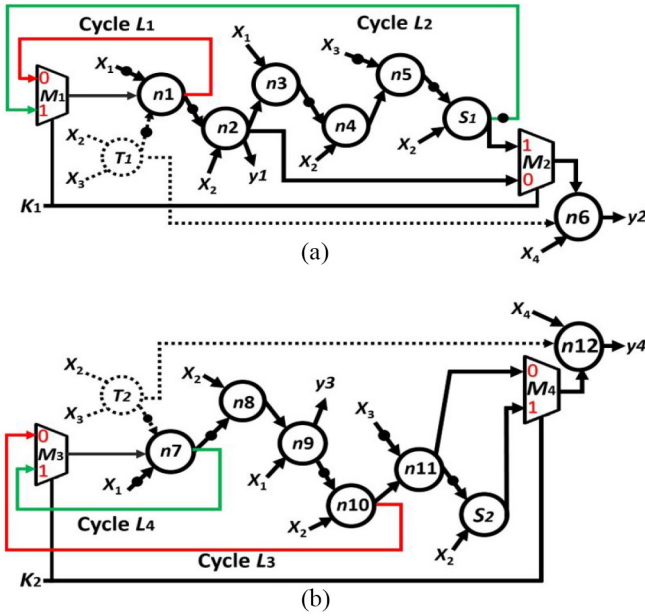 Cycle L1
Cycle L2
X1
X3
X1
0
M1
1
n1
n2
n3
n4
n5
S1
X2
X3
T1
X2
y1
X2
X2
1
M2
0
K1
n6
y2
X4
(a)
X4
n12
y4
X2
X3
T2
X2
n8
y3
X3
0
M4
1
0
M3
1
n7
n9
n11
X1
X1
n10
S2
Cycle L4
X2
X2
Cycle L3
K2
(b)